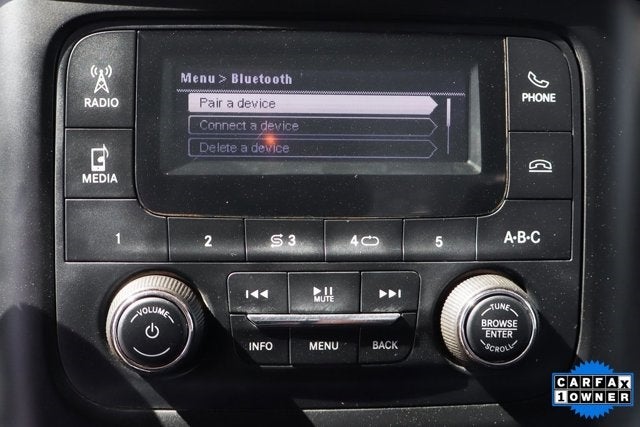 Menu > Bluetooth
Pair a device
Connect a device
Delete a device
RADIO
MEDIA
PHONE
1
2
3
4
5
A·B·C
VOLUME
MUTE
INFO
MENU
BACK
TUNE
BROWSE
ENTER
SCROLL
CARFAX
1 OWNER